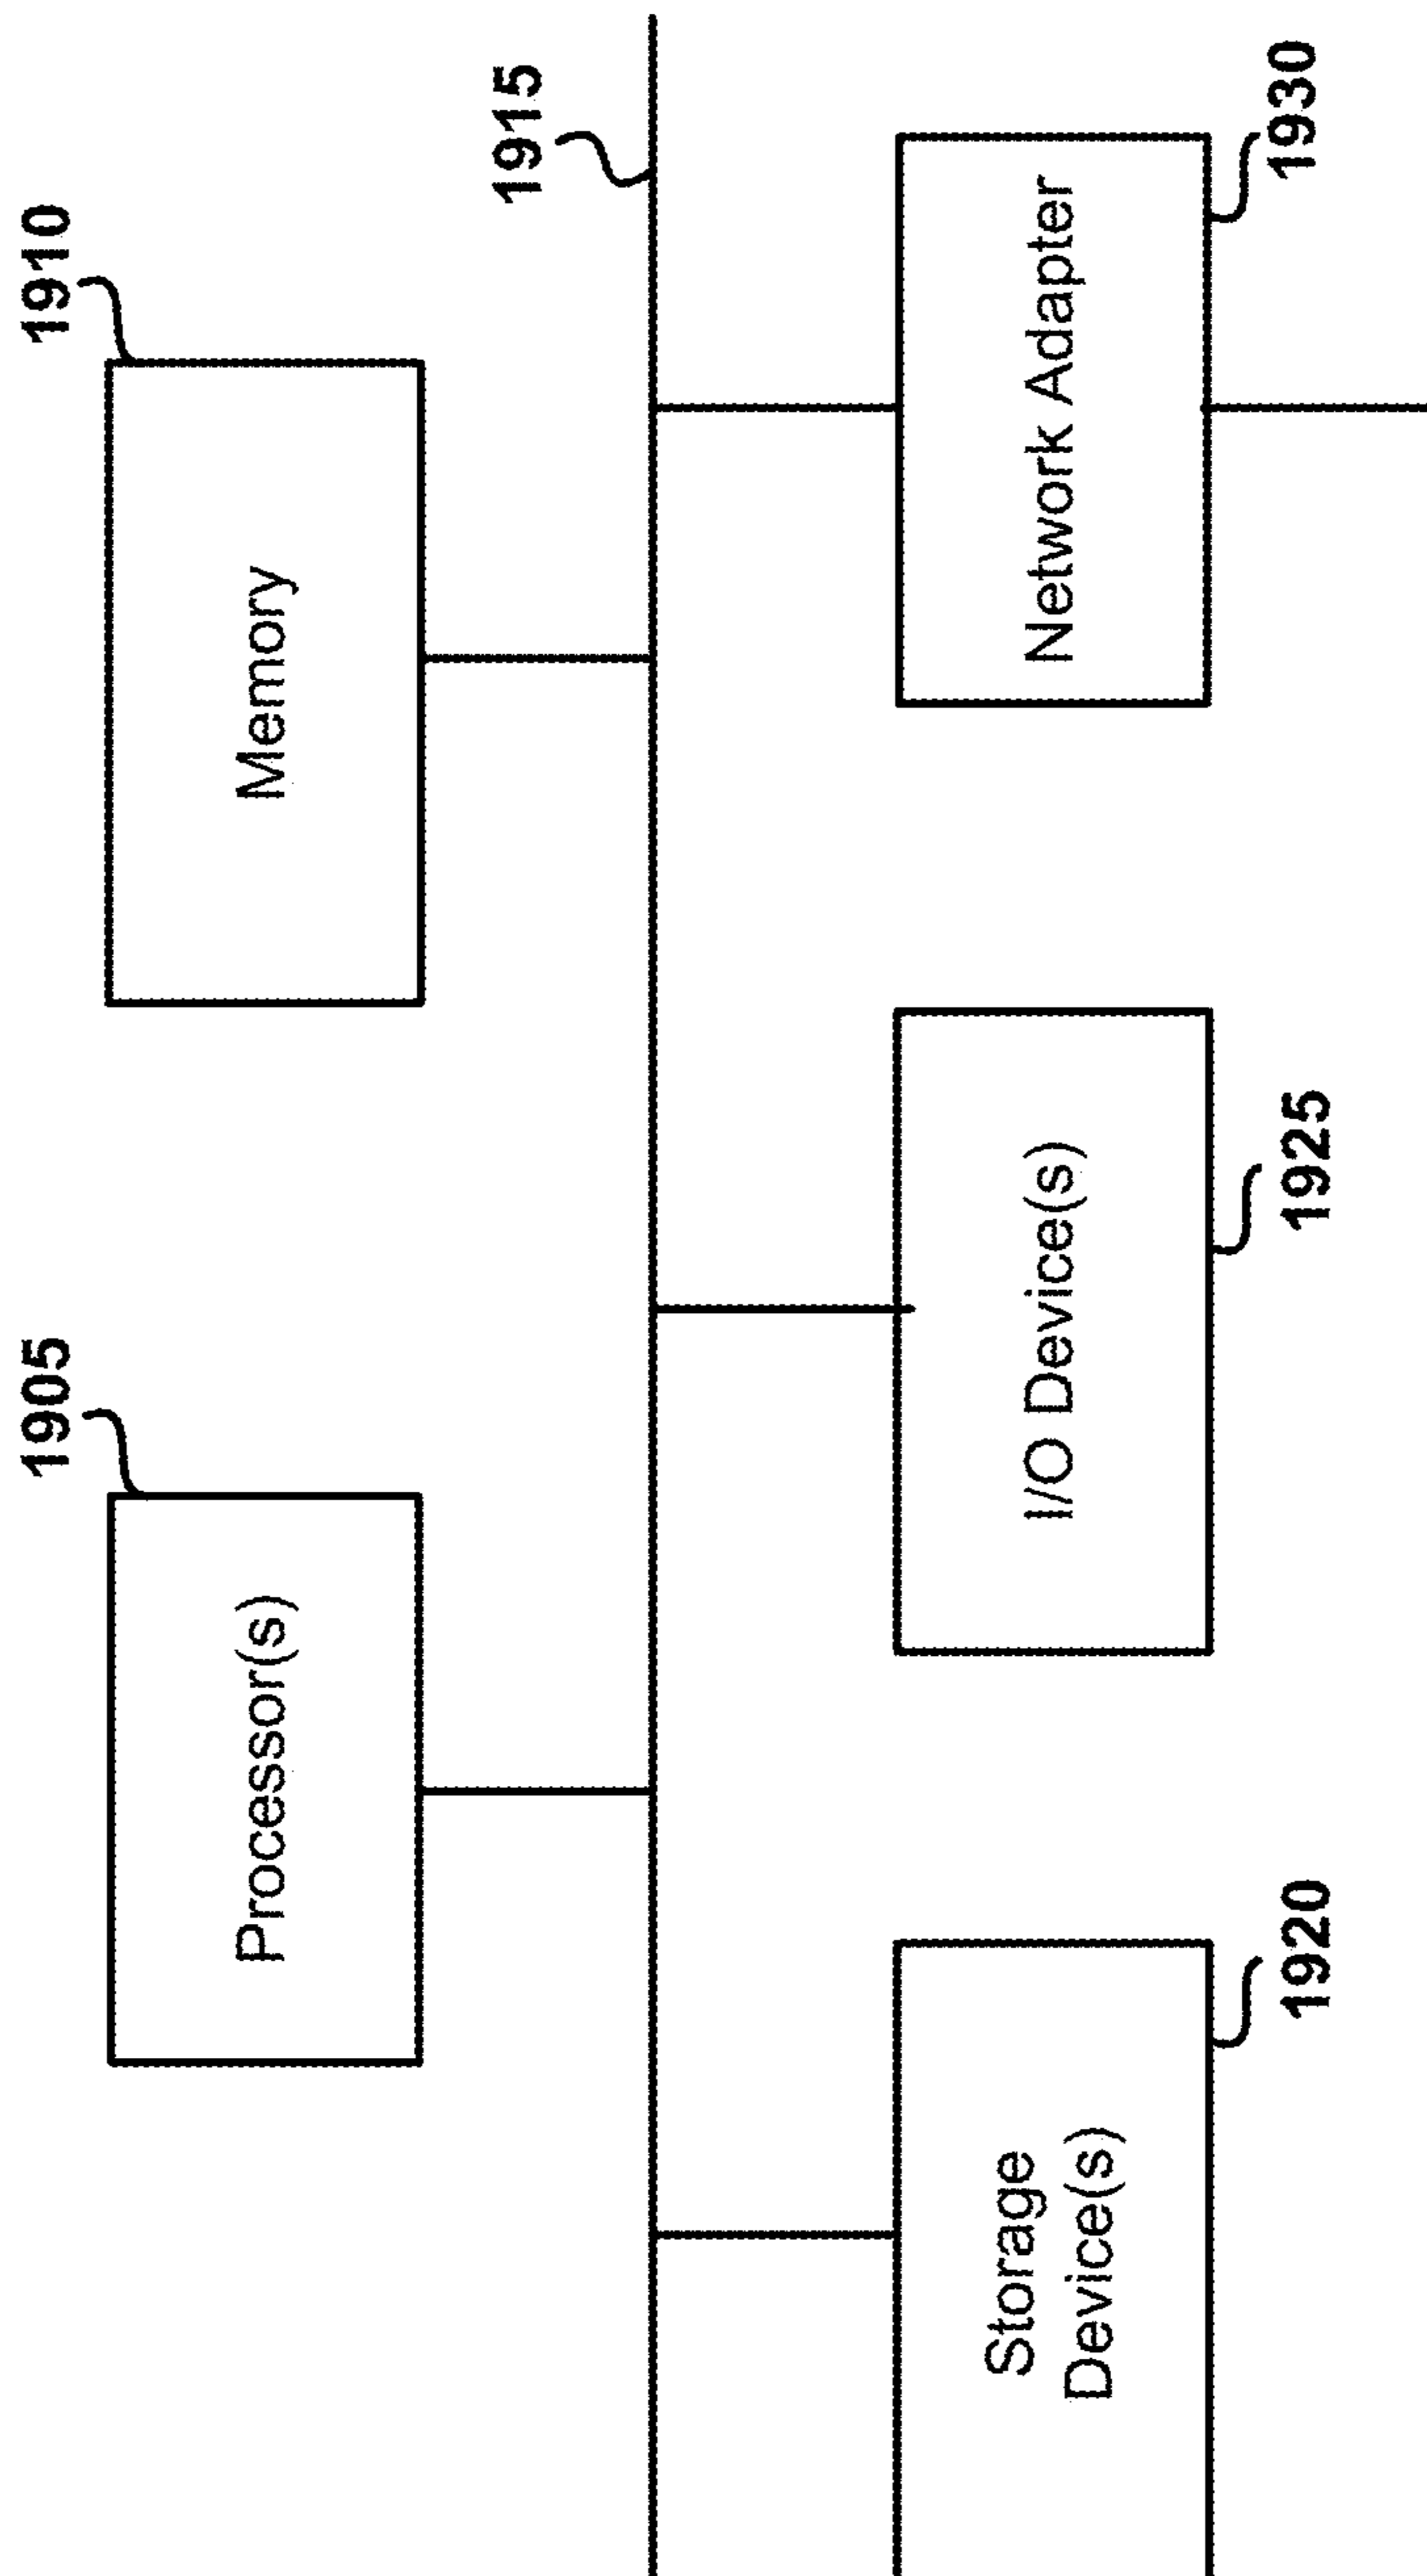 1905
1910
Processor(s)
Memory
1915
Storage
Device(s)
I/O Device(s)
Network Adapter
1920
1925
1930